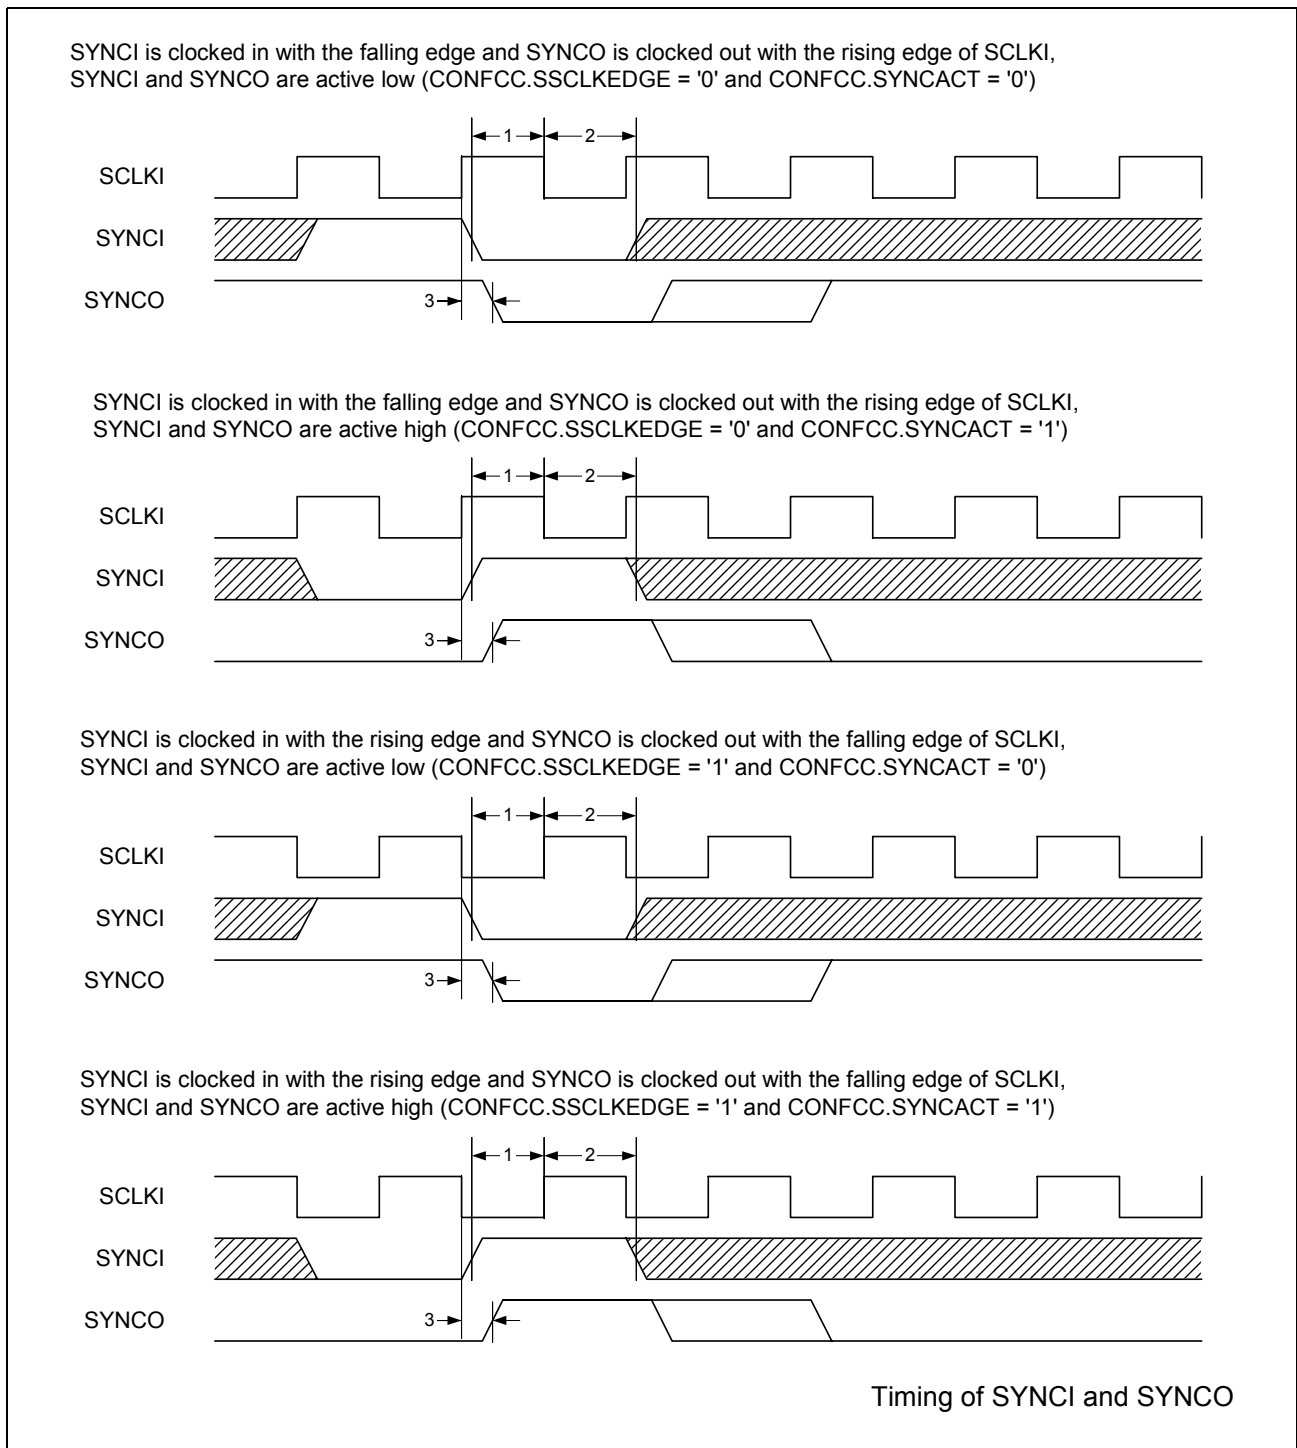 SYNCI is clocked in with the falling edge and SYNCO is clocked out with the rising edge of SCLKI,
SYNCI and SYNCO are active low (CONFCC.SSCLKEDGE = '0' and CONFCC.SYNCACT = '0')
1
2
SCLKI
SYNCI
SYNCO
3
SYNCI is clocked in with the falling edge and SYNCO is clocked out with the rising edge of SCLKI,
SYNCI and SYNCO are active high (CONFCC.SSCLKEDGE = '0' and CONFCC.SYNCACT = '1')
1
2
SCLKI
SYNCI
SYNCO
3
SYNCI is clocked in with the rising edge and SYNCO is clocked out with the falling edge of SCLKI,
SYNCI and SYNCO are active low (CONFCC.SSCLKEDGE = '1' and CONFCC.SYNCACT = '0')
1
2
SCLKI
SYNCI
SYNCO
3
SYNCI is clocked in with the rising edge and SYNCO is clocked out with the falling edge of SCLKI,
SYNCI and SYNCO are active high (CONFCC.SSCLKEDGE = '1' and CONFCC.SYNCACT = '1')
1
2
SCLKI
SYNCI
SYNCO
3
Timing of SYNCI and SYNCO